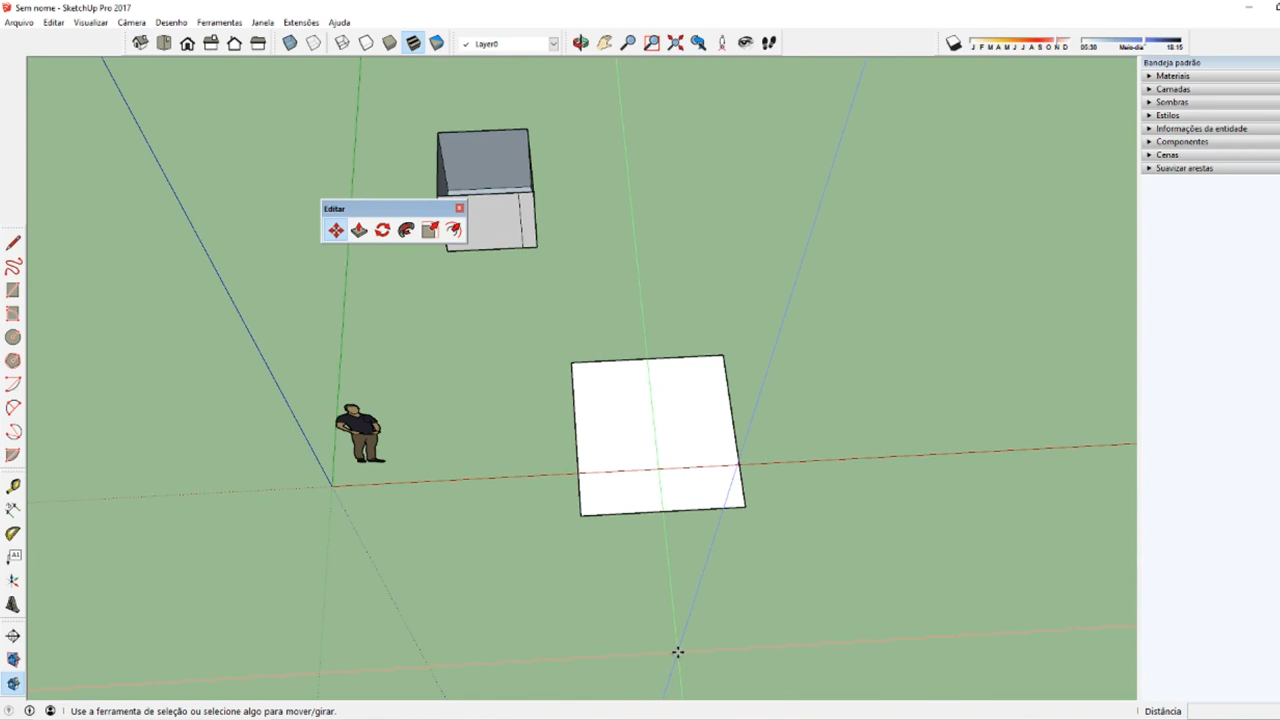 Sem nome - SketchUp Pro 2017
Arquivo Editar Visualizar Câmera Desenho Ferramentas Janela Extensões Ajuda
Layer0
J F M A M J J A S O N D
05:38 Meio-dia 18:15
Bandeja padrão
Materiais
Camadas
Sombras
Estilos
Informações da entidade
Componentes
Cenas
Suavizar arestas
Editar
A1
Use a ferramenta de seleção ou selecione algo para mover/girar.
Distância